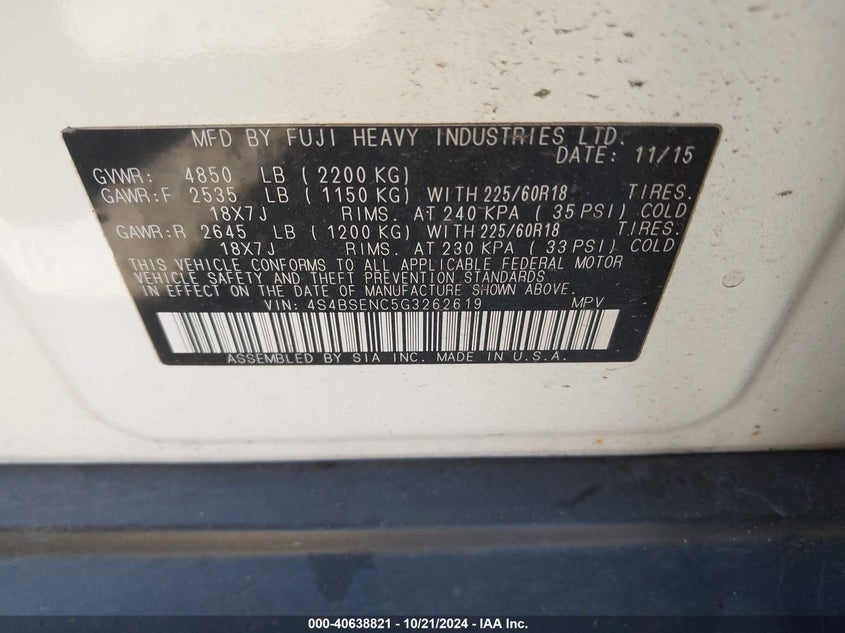 MFD BY FUJI HEAVY INDUSTRIES LTD.
DATE: 11/15
GVWR: 4850 LB (2200 KG)
GAWR:F 2535 LB (1150 KG) WITH 225/60R18 TIRES.
18X7J RIMS. AT 240 KPA (35 PSI) COLD
GAWR:R 2645 LB (1200 KG) WITH 225/60R18 TIRES.
18X7J RIMS. AT 230 KPA (33 PSI) COLD
THIS VEHICLE CONFORMS TO ALL APPLICABLE FEDERAL MOTOR
VEHICLE SAFETY AND THEFT PREVENTION STANDARDS
IN EFFECT ON THE DATE OF MANUFACTURE SHOWN ABOVE.
VIN: 4S4BSENC5G3262619 MPV
ASSEMBLED BY SIA INC. MADE IN U.S.A.
000-40638821 - 10/21/2024 - IAA Inc.